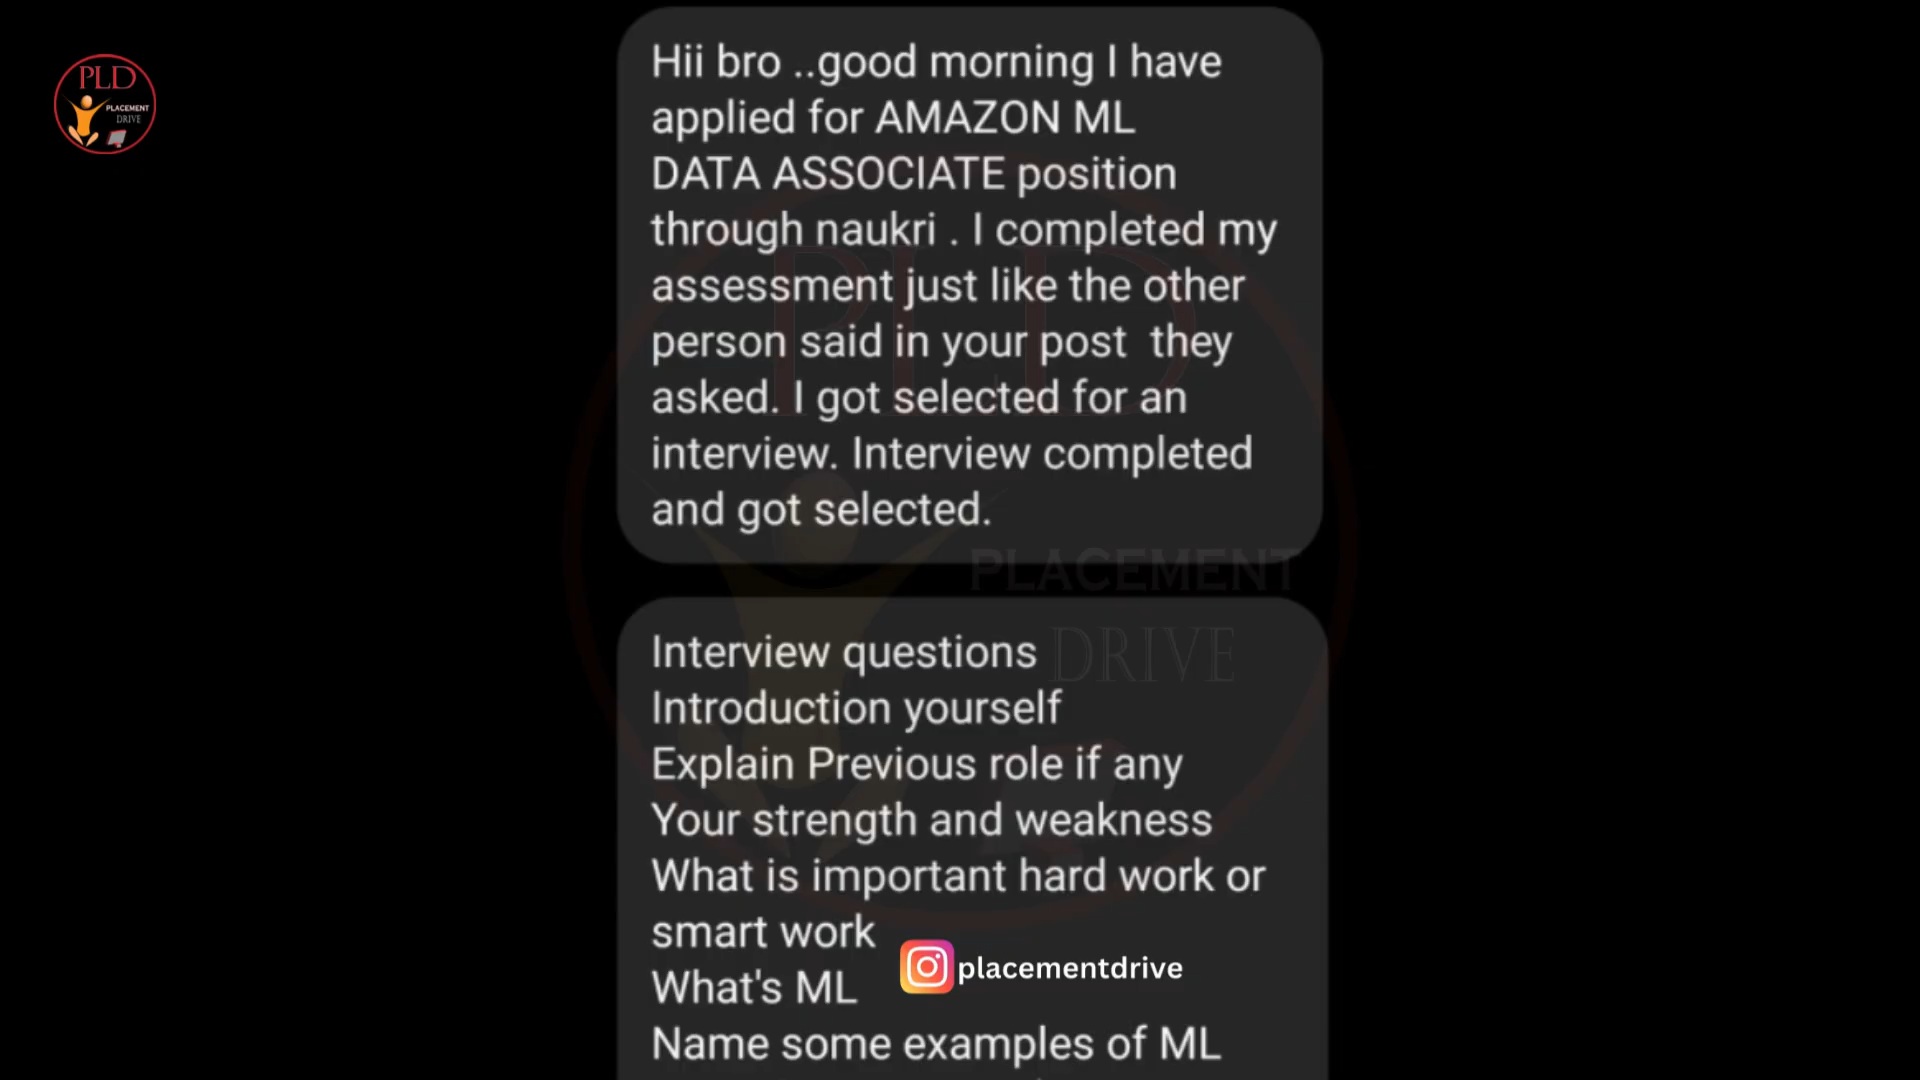 PLD
PLACEMENT
DRIVE
Hii bro ..good morning I have
applied for AMAZON ML
DATA ASSOCIATE position
through naukri . I completed my
assessment just like the other
person said in your post  they
asked. I got selected for an
interview. Interview completed
and got selected.
PLD
PLACEMENT
DRIVE
Interview questions
Introduction yourself
Explain Previous role if any
Your strength and weakness
What is important hard work or
smart work
What's ML
placementdrive
Name some examples of ML